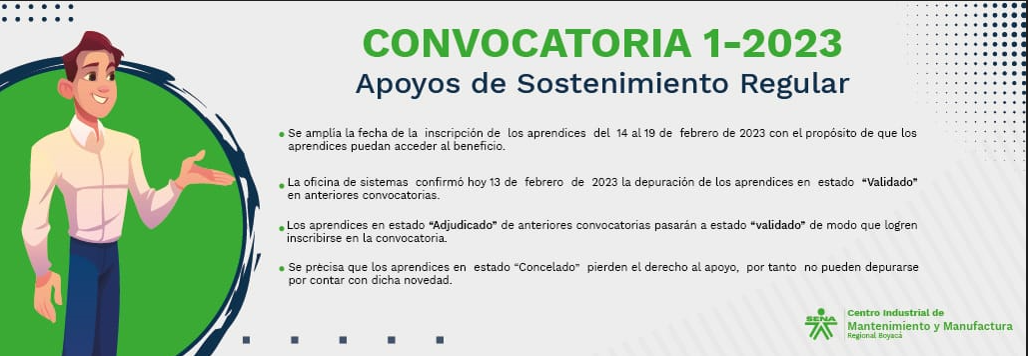 CONVOCATORIA 1-2023
Apoyos de Sostenimiento Regular
Se amplia la fecha de la inscripción de los aprendices del 14 al 19 de febrero de 2023 con el propósito de que los
aprendices puedan acceder al beneficio.
La oficina de sistemas confirmó hoy 13 de febrero de 2023 la depuración de los aprendices en estado “Validado”
en anteriores convocatorias.
Los aprendices en estado “Adjudicado” de anteriores convocatorias pasarán a estado “validado” de modo que logren
inscribirse en la convocatoria.
Se prècisa que los aprendices en estado “Concelado” pierden el derecho al apoyo, por tanto no pueden depurarse
por contar con dicha novedad.
SENA
Centro Industrial de
Mantenimiento y Manufactura
Regional Boyacá